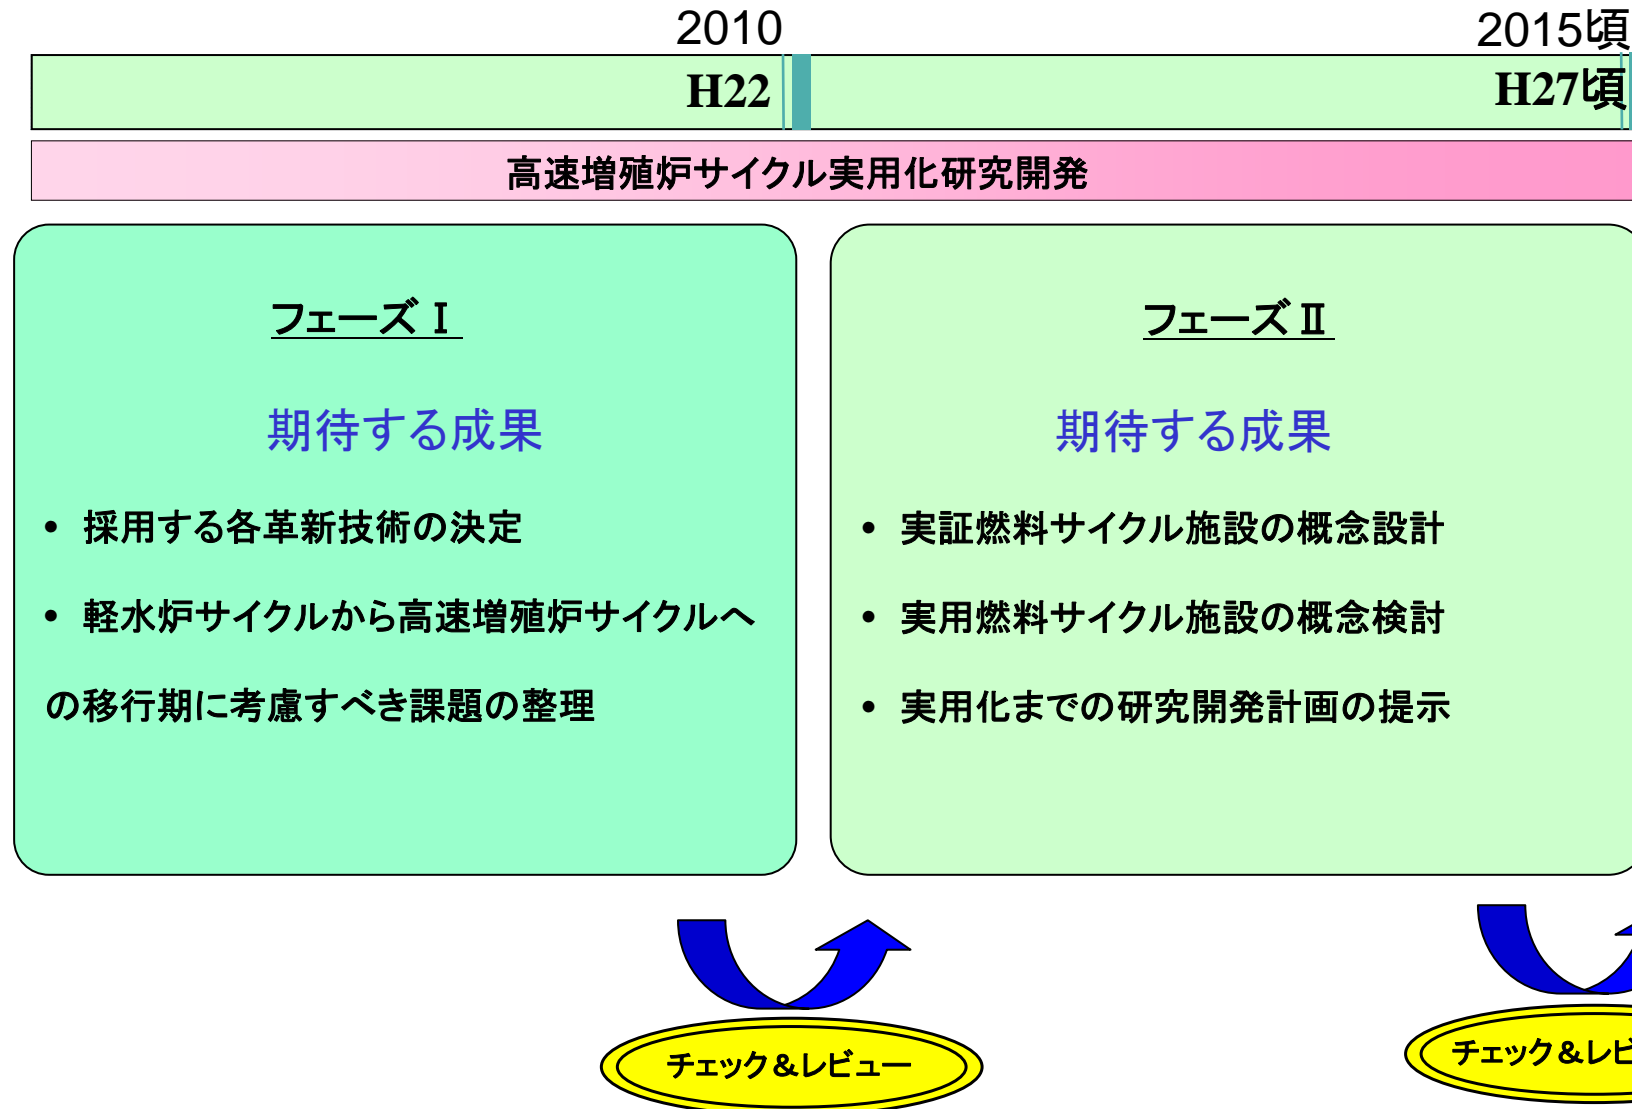 2010
2015頃
H22
H27頃
高速増殖炉サイクル実用化研究開発
フェーズⅠ
期待する成果
• 採用する各革新技術の決定
• 軽水炉サイクルから高速増殖炉サイクルへ
の移行期に考慮すべき課題の整理
フェーズⅡ
期待する成果
• 実証燃料サイクル施設の概念設計
• 実用燃料サイクル施設の概念検討
• 実用化までの研究開発計画の提示
チェック&レビュー
チェック&レビ